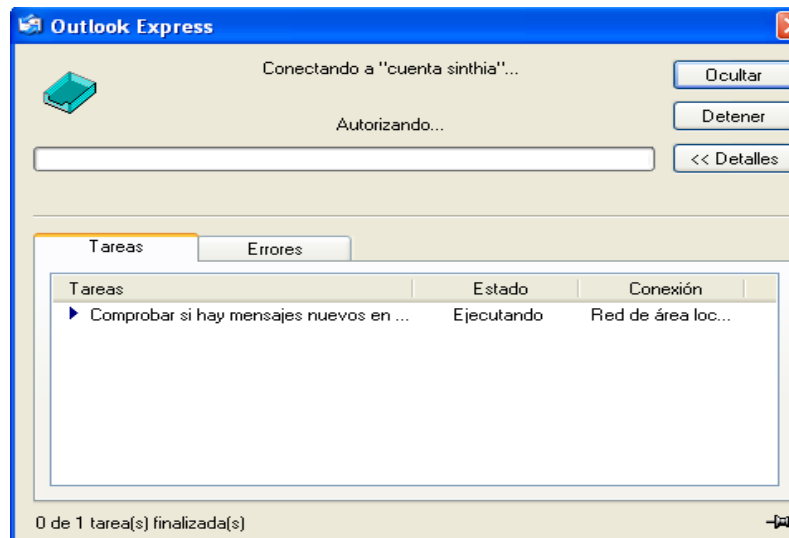 Outlook Express
Conectando a "cuenta sinthia"...
Ocultar
Autorizando...
Detener
<< Detalles
Tareas Errores
Tareas Estado Conexión
Comprobar si hay mensajes nuevos en ... Ejecutando Red de área loc...
0 de 1 tarea(s) finalizada(s)